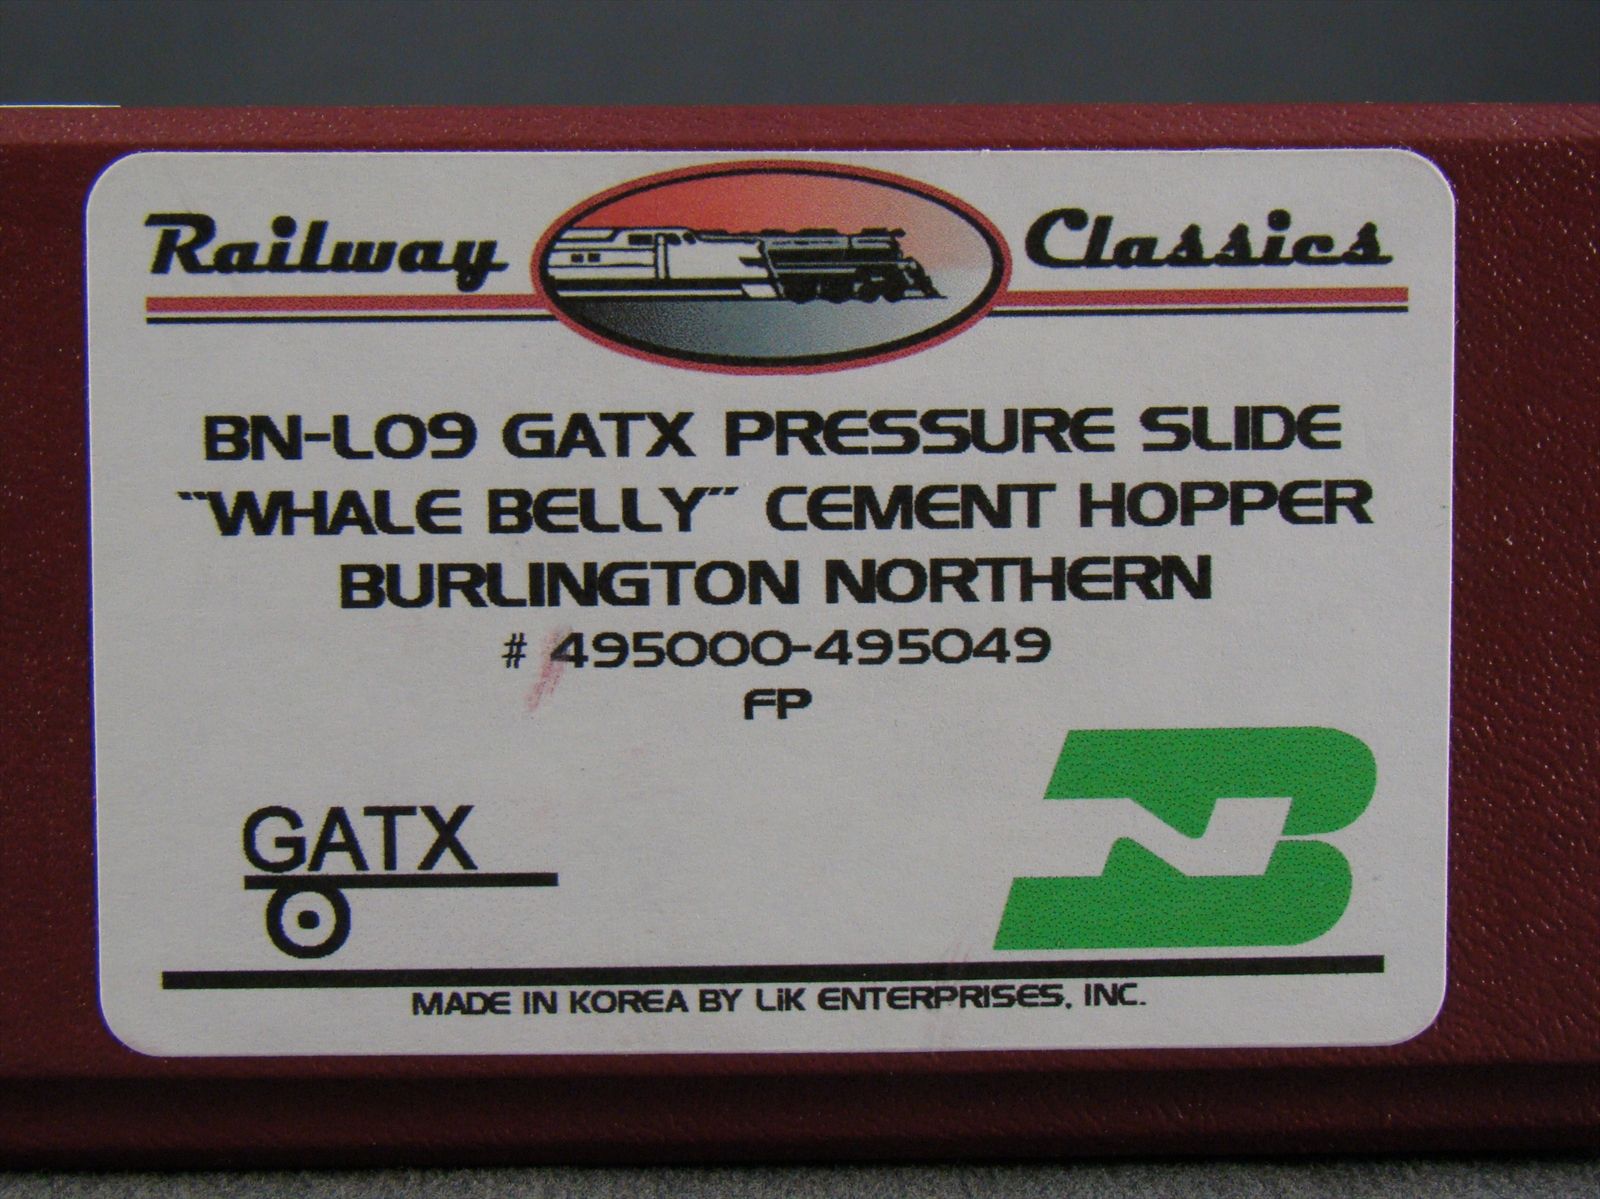 Railway Classics
BN-L09 GATX PRESSURE SLIDE
"WHALE BELLY" CEMENT HOPPER
BURLINGTON NORTHERN
# 495000-495049
FP
GATX
BN
MADE IN KOREA BY LiK ENTERPRISES, INC.